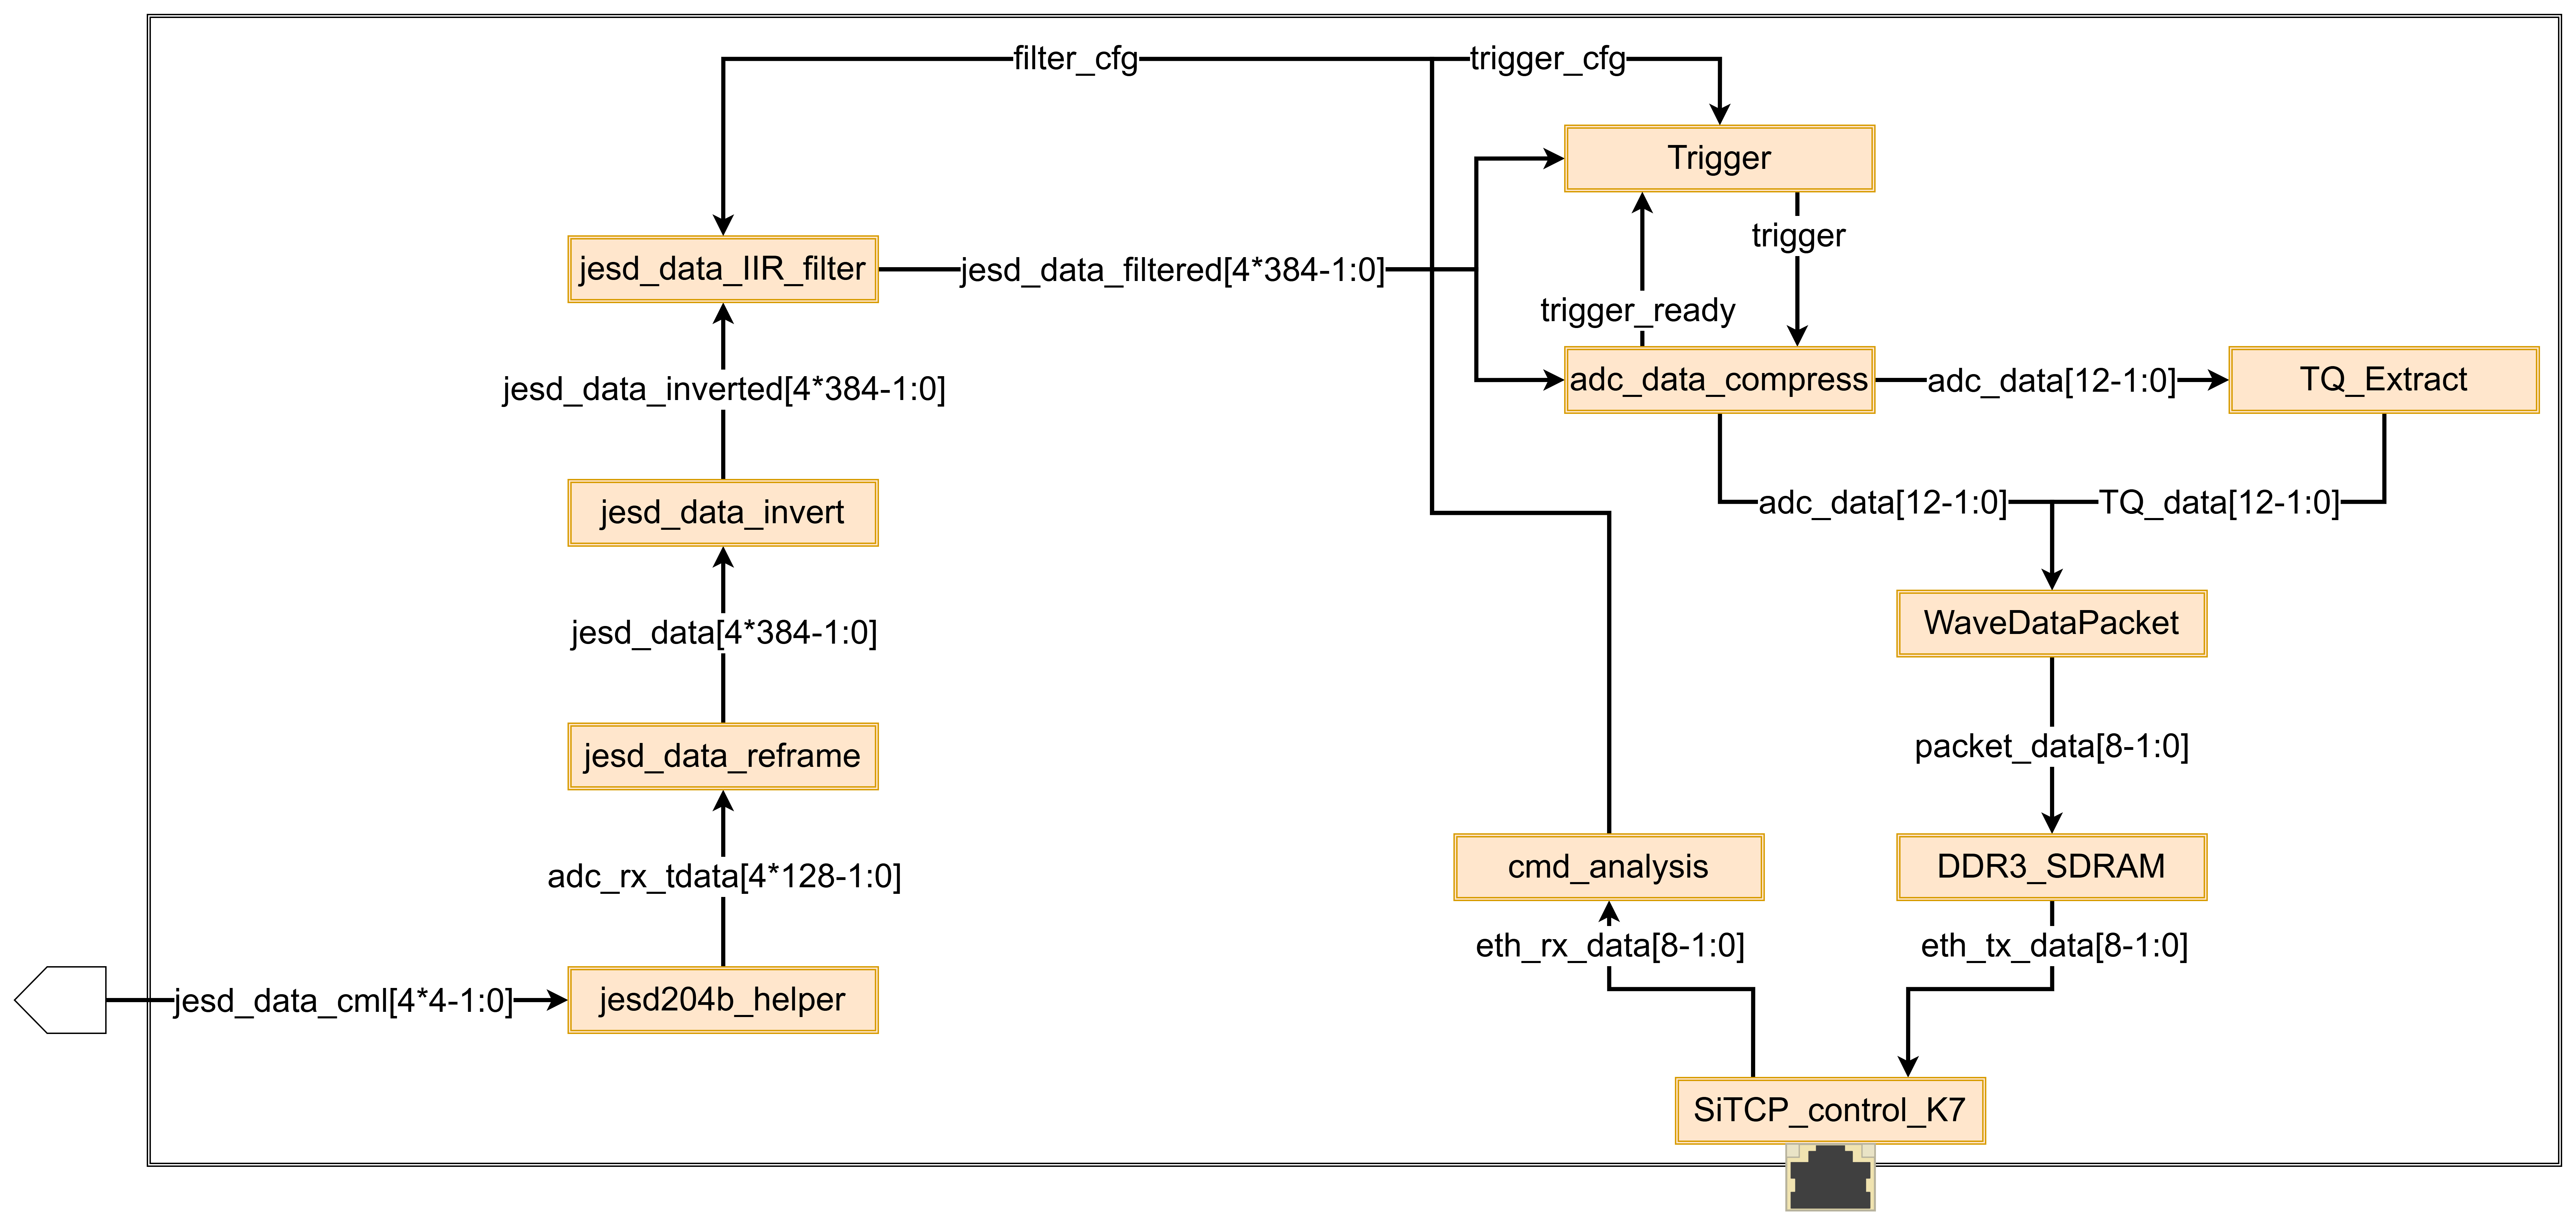 filter_cfg
trigger_cfg
Trigger
trigger
jesd_data_IIR_filter
jesd_data_filtered[4*384-1:0]
trigger_ready
jesd_data_inverted[4*384-1:0]
adc_data_compress
adc_data[12-1:0]
TQ_Extract
jesd_data_invert
adc_data[12-1:0]
TQ_data[12-1:0]
jesd_data[4*384-1:0]
WaveDataPacket
jesd_data_reframe
packet_data[8-1:0]
adc_rx_tdata[4*128-1:0]
cmd_analysis
DDR3_SDRAM
eth_rx_data[8-1:0]
eth_tx_data[8-1:0]
jesd_data_cml[4*4-1:0]
jesd204b_helper
SiTCP_control_K7